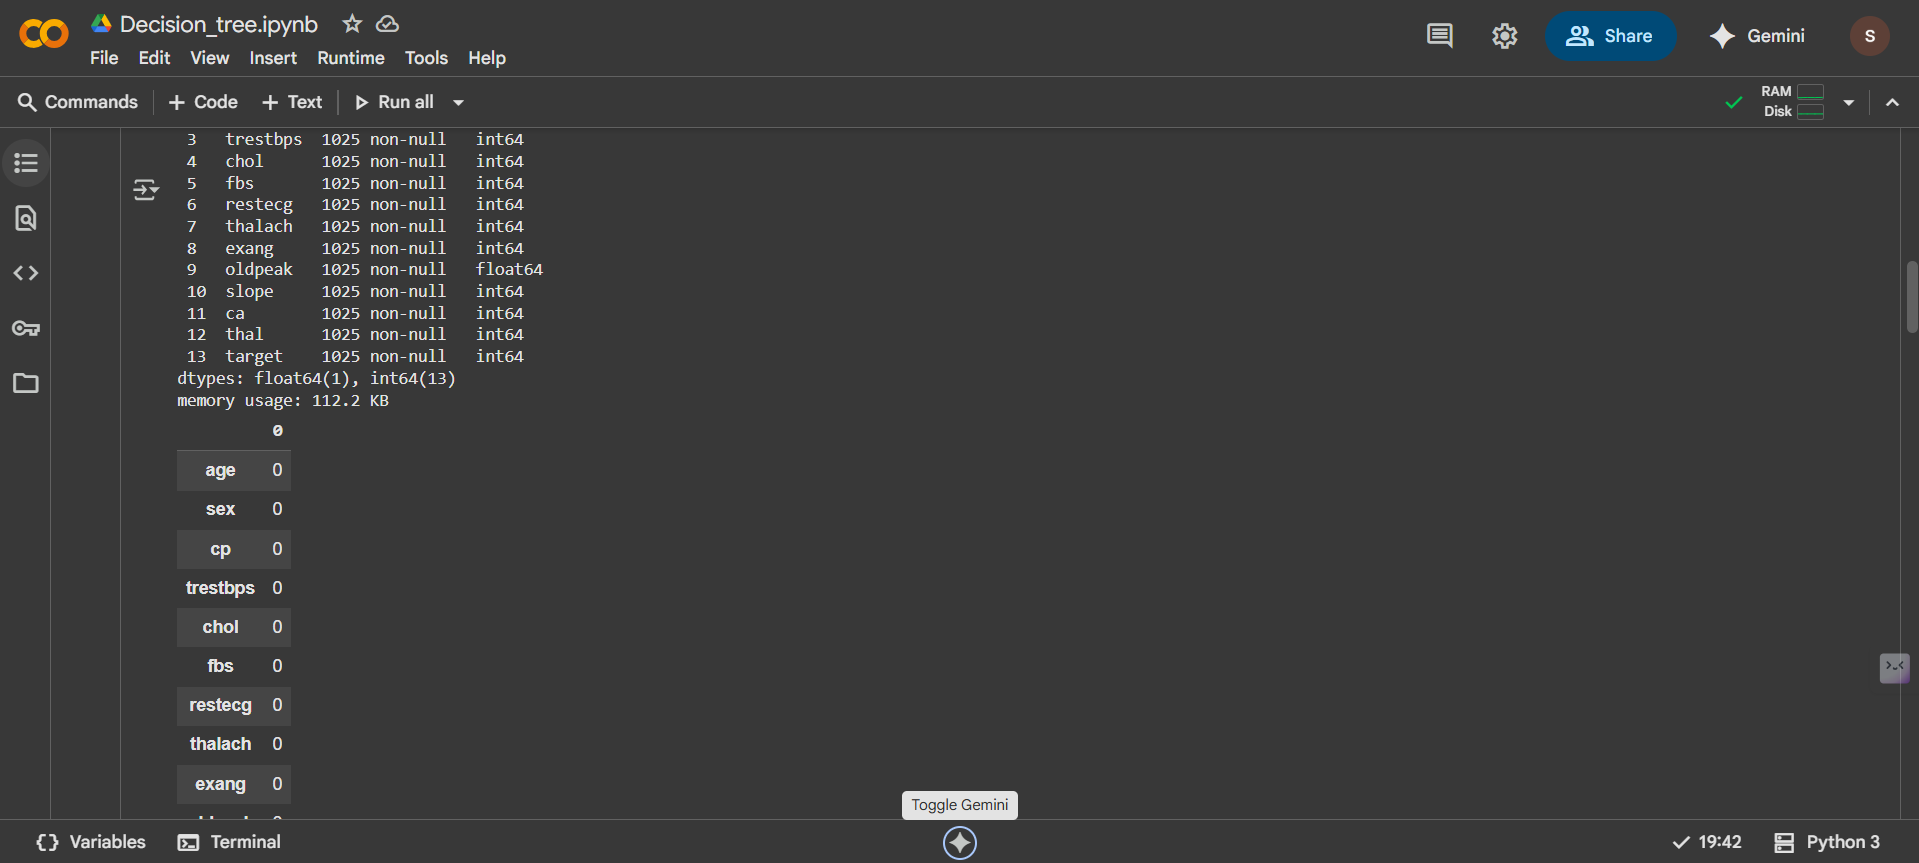 Decision_tree.ipynb
File Edit View Insert Runtime Tools Help
Share
Gemini
S
Commands + Code + Text Run all
RAM
Disk
3 trestbps 1025 non-null int64
4 chol 1025 non-null int64
5 fbs 1025 non-null int64
6 restecg 1025 non-null int64
7 thalach 1025 non-null int64
8 exang 1025 non-null int64
9 oldpeak 1025 non-null float64
10 slope 1025 non-null int64
11 ca 1025 non-null int64
12 thal 1025 non-null int64
13 target 1025 non-null int64
dtypes: float64(1), int64(13)
memory usage: 112.2 KB
0
age 0
sex 0
cp 0
trestbps 0
chol 0
fbs 0
restecg 0
thalach 0
exang 0
Toggle Gemini
{} Variables Terminal
19:42 Python 3